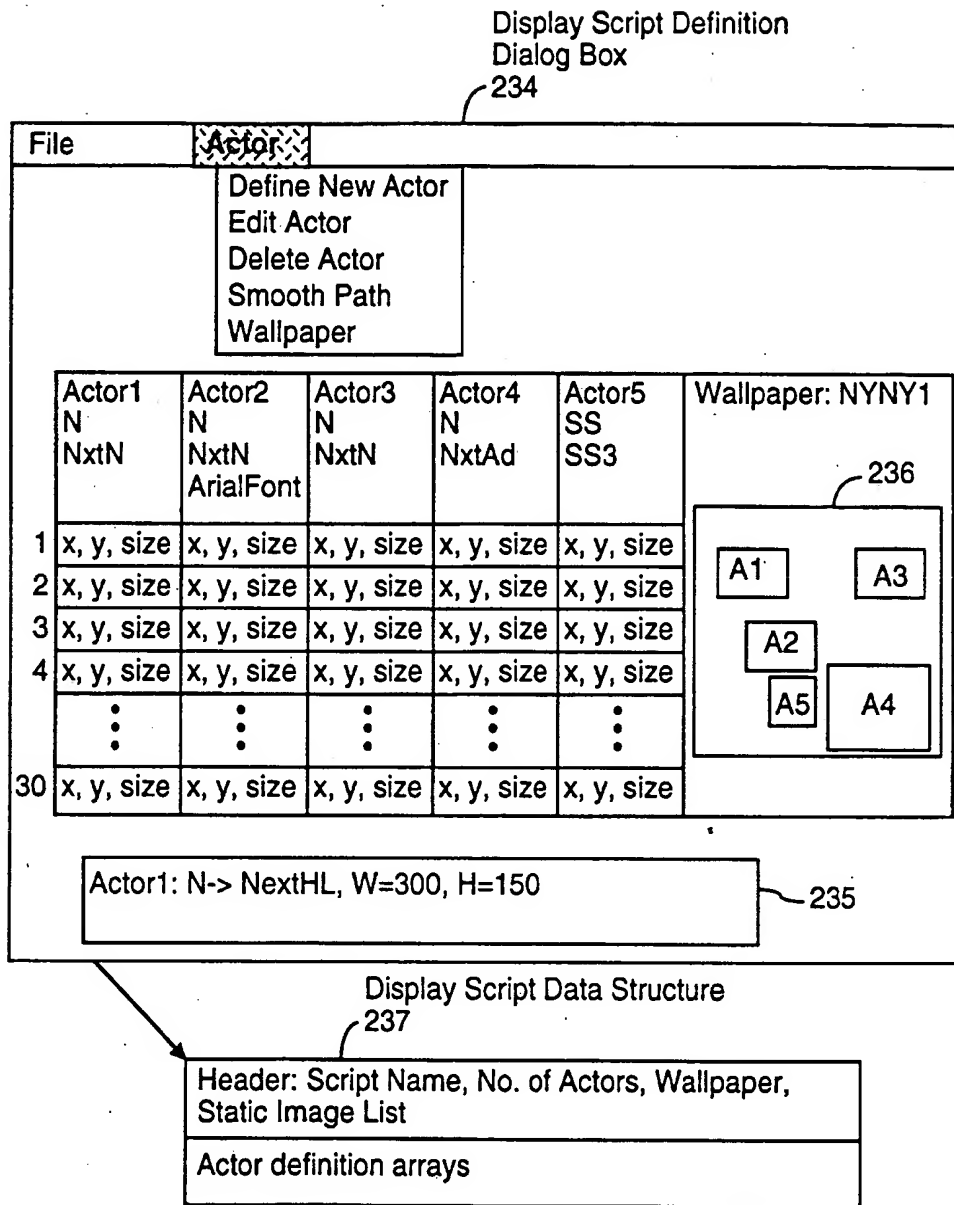 Display Script Definition
Dialog Box
234
File Actor
Define New Actor
Edit Actor
Delete Actor
Smooth Path
Wallpaper
Actor1 Actor2 Actor3 Actor4 Actor5 Wallpaper: NYNY1
N N N N SS
NxtN NxtN NxtN NxtAd SS3
ArialFont
236
1 x, y, size x, y, size x, y, size x, y, size x, y, size
2 x, y, size x, y, size x, y, size x, y, size x, y, size
3 x, y, size x, y, size x, y, size x, y, size x, y, size
4 x, y, size x, y, size x, y, size x, y, size x, y, size
30 x, y, size x, y, size x, y, size x, y, size x, y, size
A1 A3
A2
A5 A4
Actor1: N-> NextHL, W=300, H=150
235
Display Script Data Structure
237
Header: Script Name, No. of Actors, Wallpaper,
Static Image List
Actor definition arrays